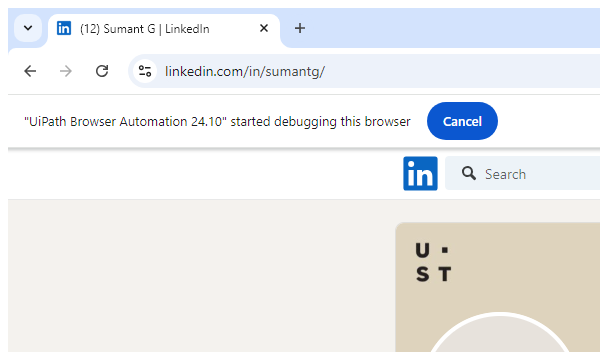 (12) Sumant G | LinkedIn
linkedin.com/in/sumantg/
"UiPath Browser Automation 24.10" started debugging this browser
Cancel
in
Search
U
ST